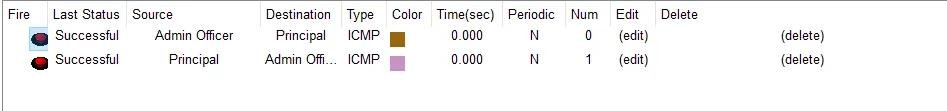 Fire Last Status Source Destination Type Color Time(sec) Periodic Num Edit Delete
Successful Admin Officer Principal ICMP 0.000 N 0 (edit) (delete)
Successful Principal Admin Offi... ICMP 0.000 N 1 (edit) (delete)